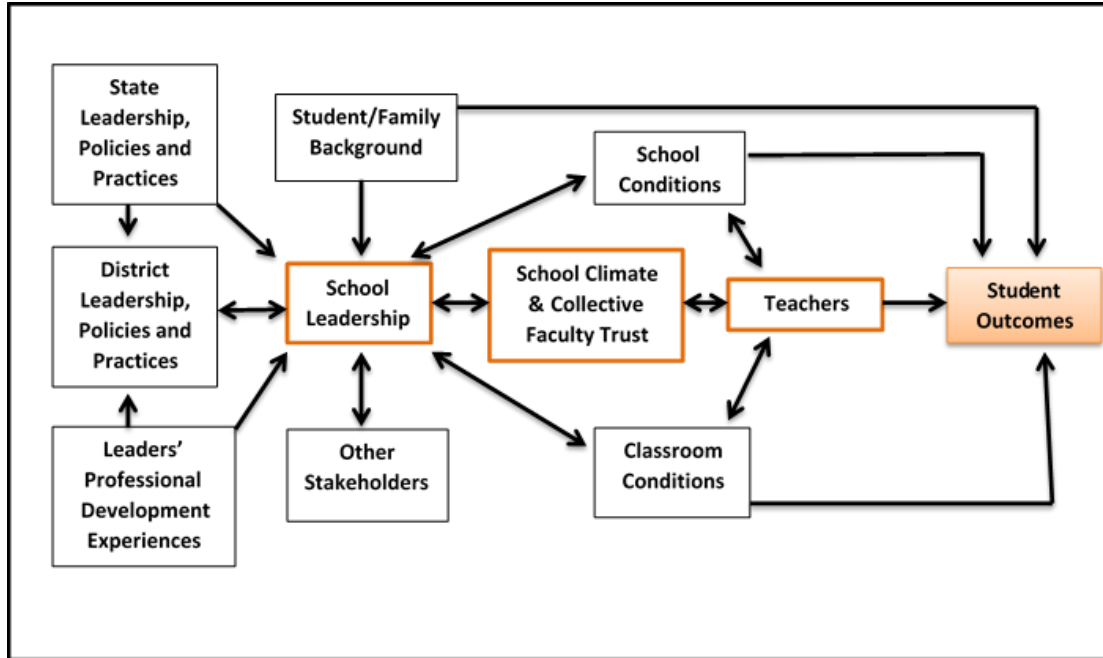 State
Leadership,
Policies and
Practices
Student/Family
Background
School
Conditions
District
Leadership,
Policies and
Practices
School
Leadership
School Climate
& Collective
Faculty Trust
Teachers
Student
Outcomes
Leaders’
Professional
Development
Experiences
Other
Stakeholders
Classroom
Conditions